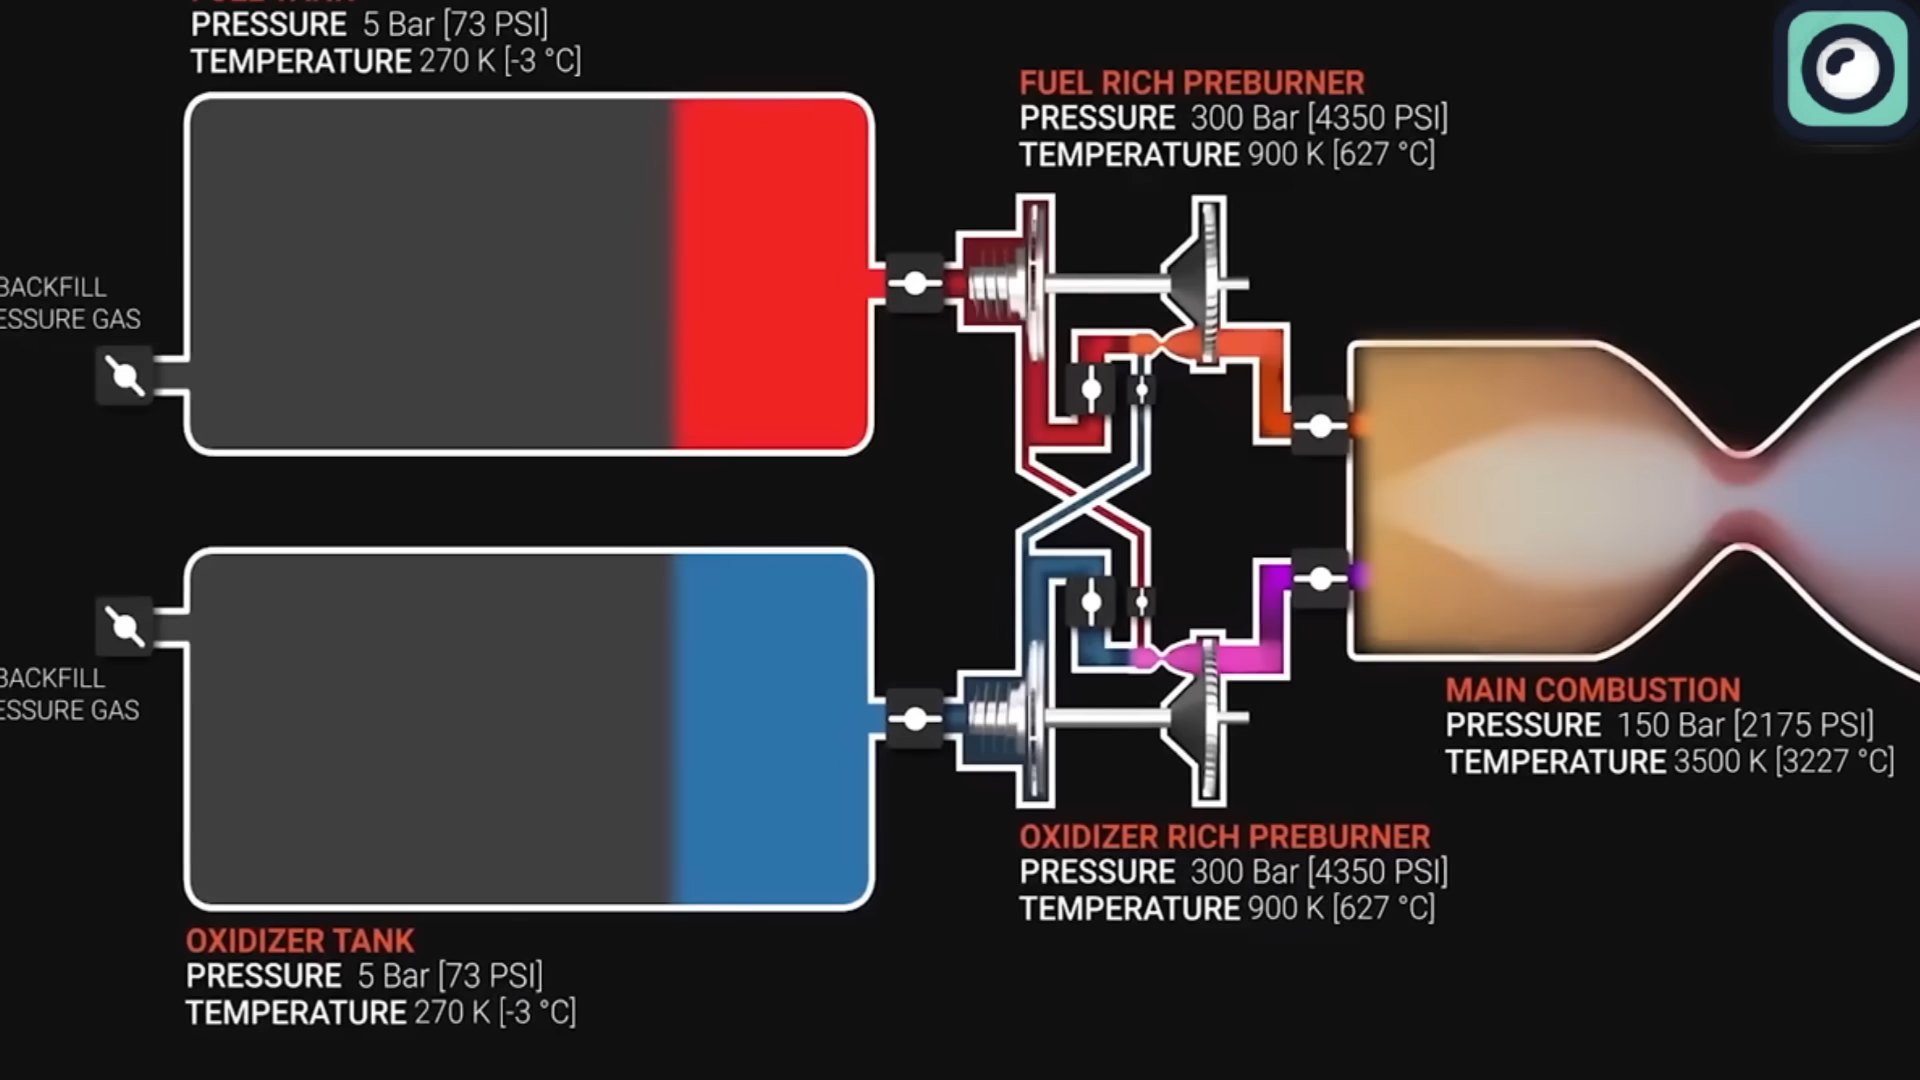 PRESSURE 5 Bar [73 PSI]
TEMPERATURE 270 K [-3 °C]
FUEL RICH PREBURNER
PRESSURE 300 Bar [4350 PSI]
TEMPERATURE 900 K [627 °C]
BACKFILL
ESSURE GAS
BACKFILL
ESSURE GAS
MAIN COMBUSTION
PRESSURE 150 Bar [2175 PSI]
TEMPERATURE 3500 K [3227 °C]
OXIDIZER RICH PREBURNER
PRESSURE 300 Bar [4350 PSI]
TEMPERATURE 900 K [627 °C]
OXIDIZER TANK
PRESSURE 5 Bar [73 PSI]
TEMPERATURE 270 K [-3 °C]